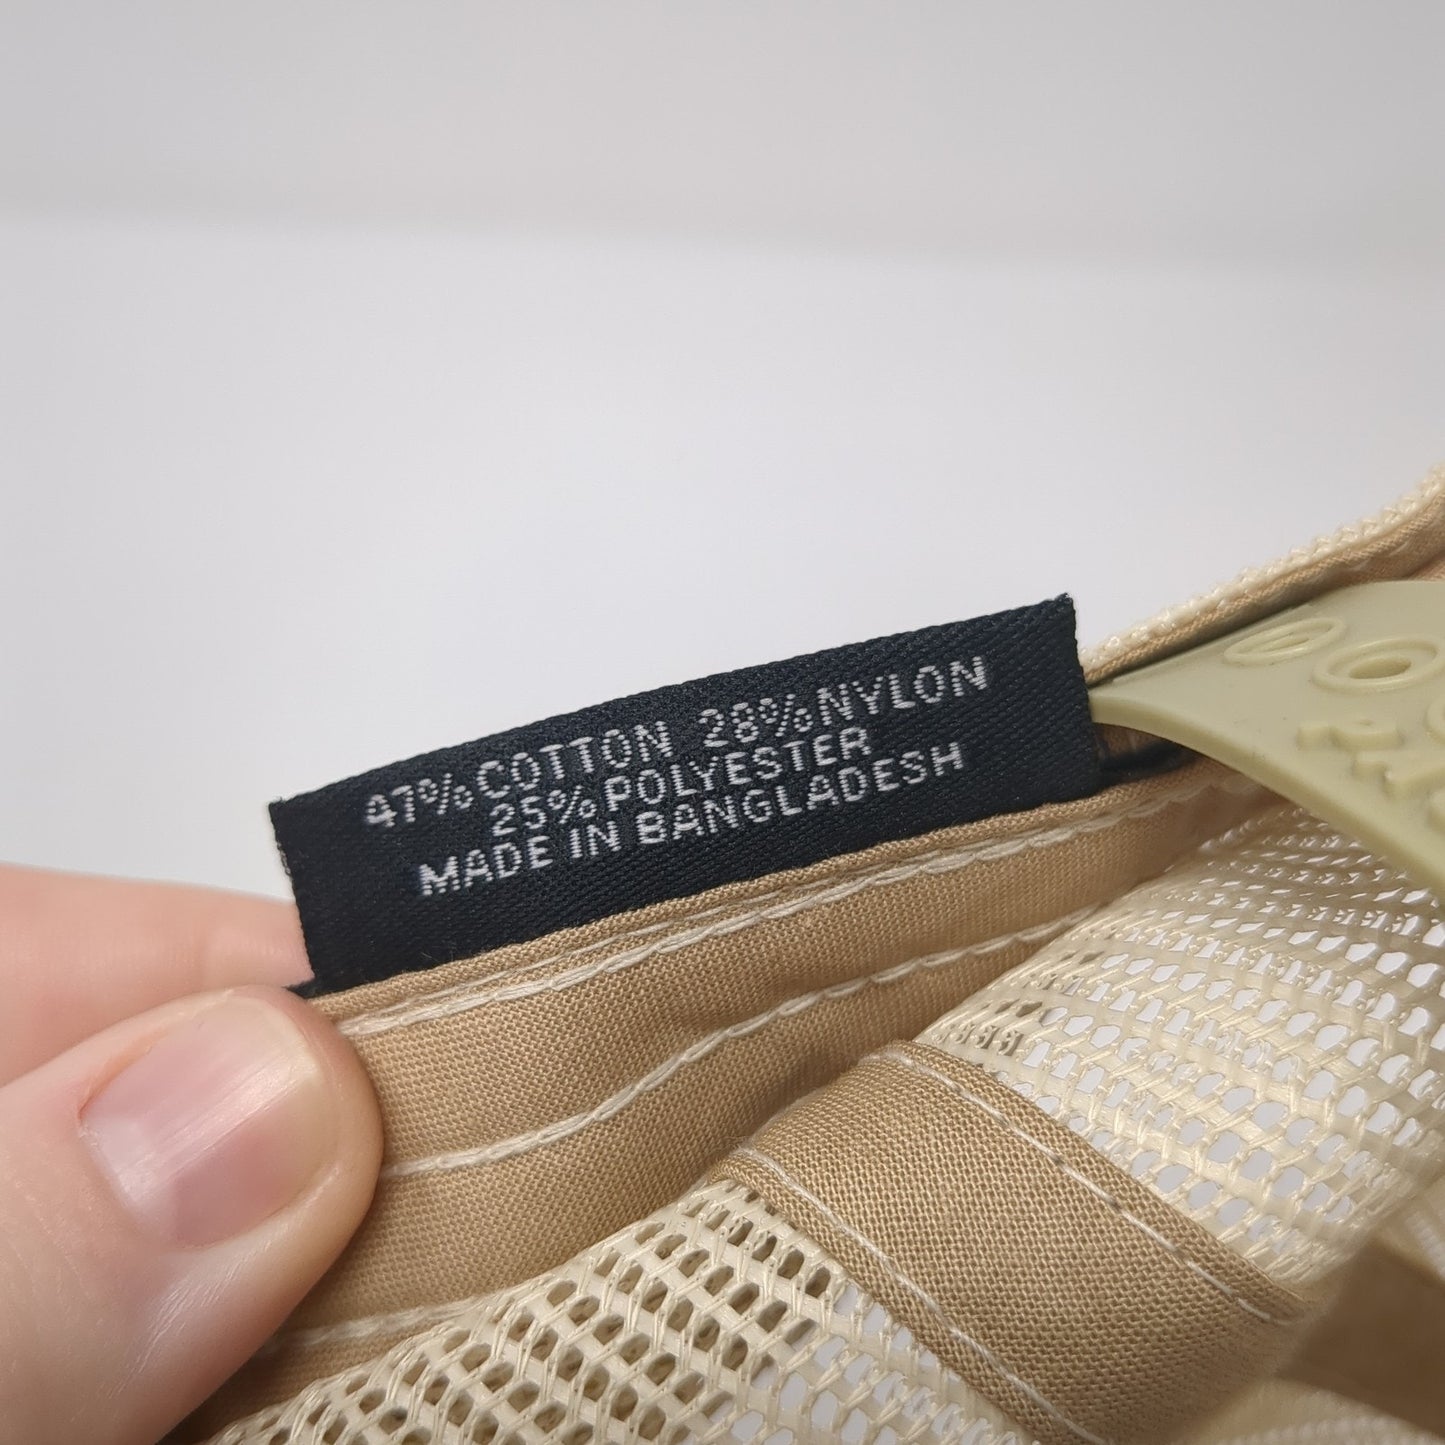 47% COTTON 28% NYLON
25% POLYESTER
MADE IN BANGLADESH